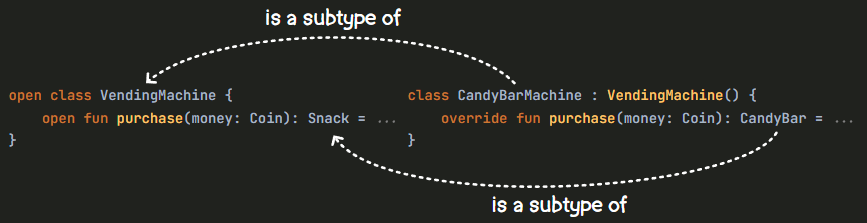 is a subtype of
open class VendingMachine {
    open fun purchase(money: Coin): Snack = ...
}
class CandyBarMachine : VendingMachine() {
    override fun purchase(money: Coin): CandyBar = ...
}
is a subtype of